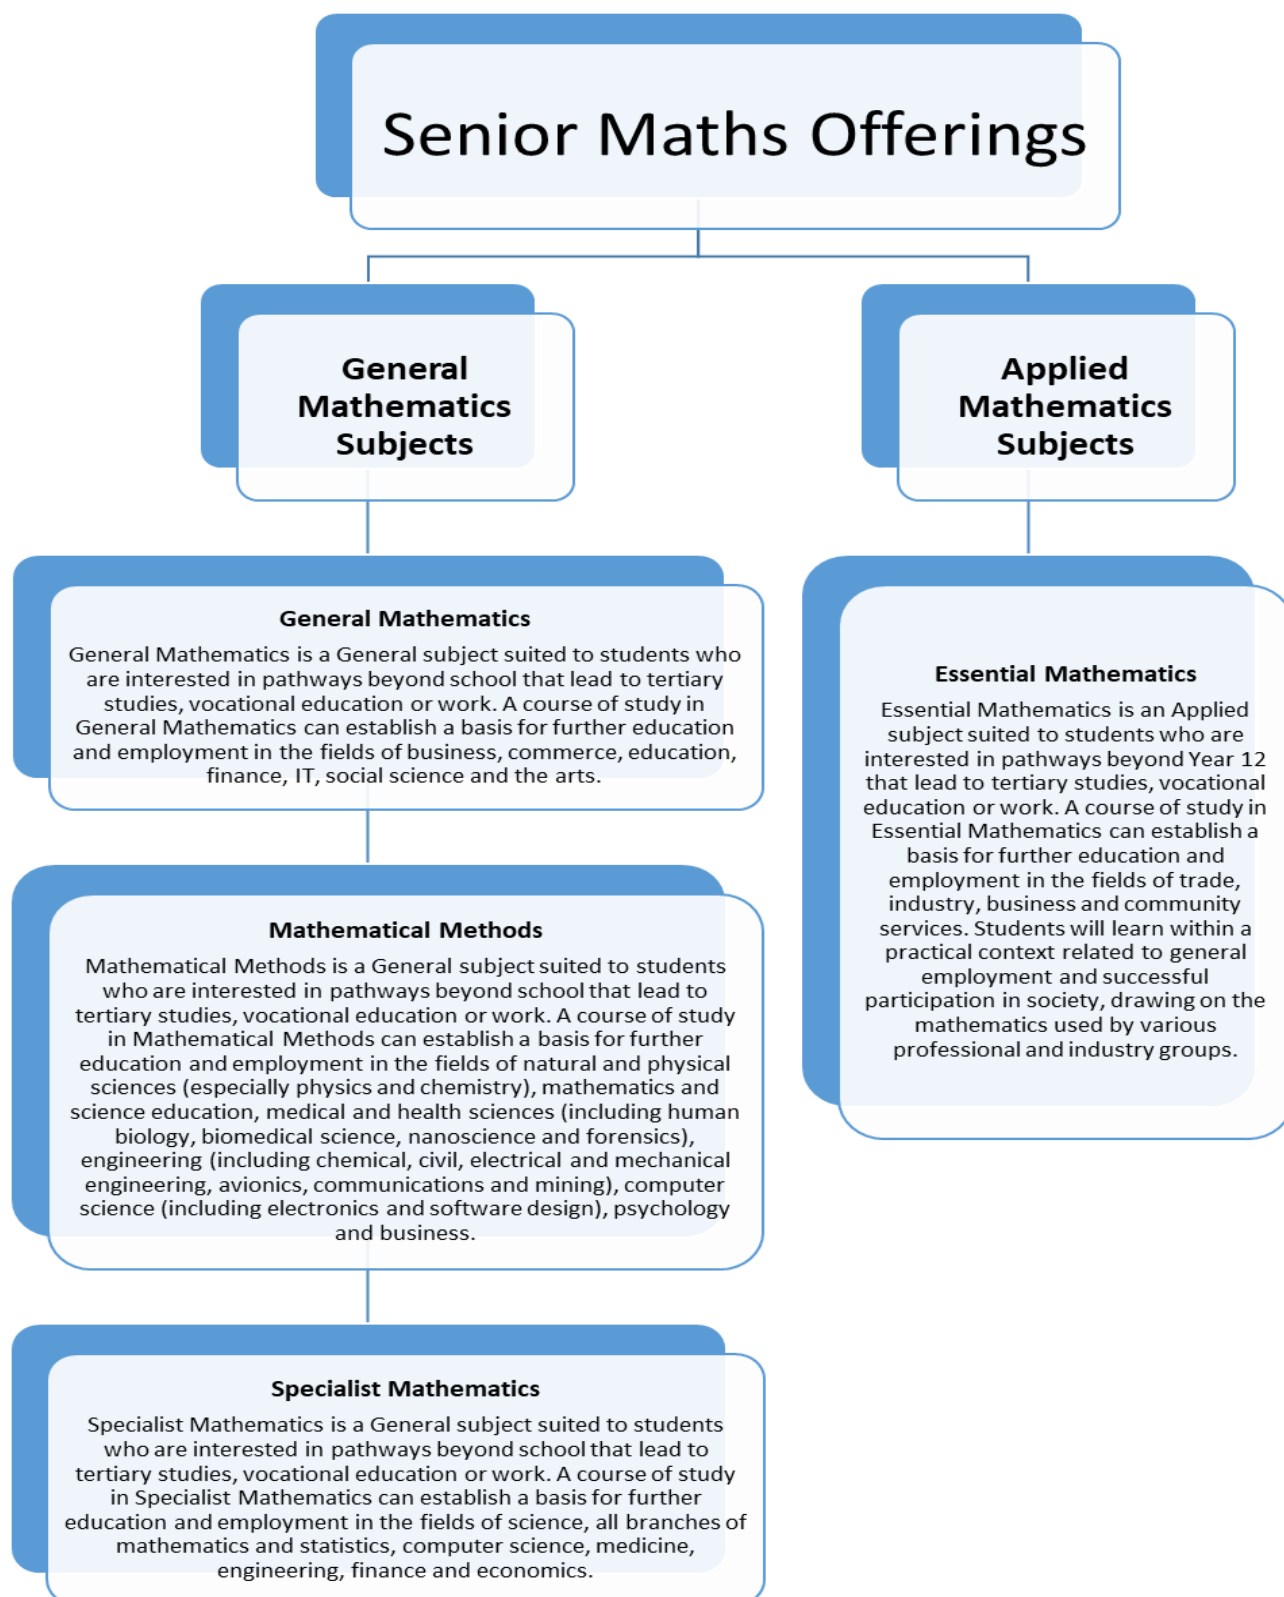 Senior Maths Offerings
General
Mathematics
Subjects
Applied
Mathematics
Subjects
General Mathematics
General Mathematics is a General subject suited to students who
are interested in pathways beyond school that lead to tertiary
studies, vocational education or work. A course of study in
General Mathematics can establish a basis for further education
and employment in the fields of business, commerce, education,
finance, IT, social science and the arts.
Mathematical Methods
Mathematical Methods is a General subject suited to students
who are interested in pathways beyond school that lead to
tertiary studies, vocational education or work. A course of study
in Mathematical Methods can establish a basis for further
education and employment in the fields of natural and physical
sciences (especially physics and chemistry), mathematics and
science education, medical and health sciences (including human
biology, biomedical science, nanoscience and forensics),
engineering (including chemical, civil, electrical and mechanical
engineering, avionics, communications and mining), computer
science (including electronics and software design), psychology
and business.
Specialist Mathematics
Specialist Mathematics is a General subject suited to students
who are interested in pathways beyond school that lead to
tertiary studies, vocational education or work. A course of study
in Specialist Mathematics can establish a basis for further
education and employment in the fields of science, all branches of
mathematics and statistics, computer science, medicine,
engineering, finance and economics.
Essential Mathematics
Essential Mathematics is an Applied
subject suited to students who are
interested in pathways beyond Year 12
that lead to tertiary studies, vocational
education or work. A course of study in
Essential Mathematics can establish a
basis for further education and
employment in the fields of trade,
industry, business and community
services. Students will learn within a
practical context related to general
employment and successful
participation in society, drawing on the
mathematics used by various
professional and industry groups.